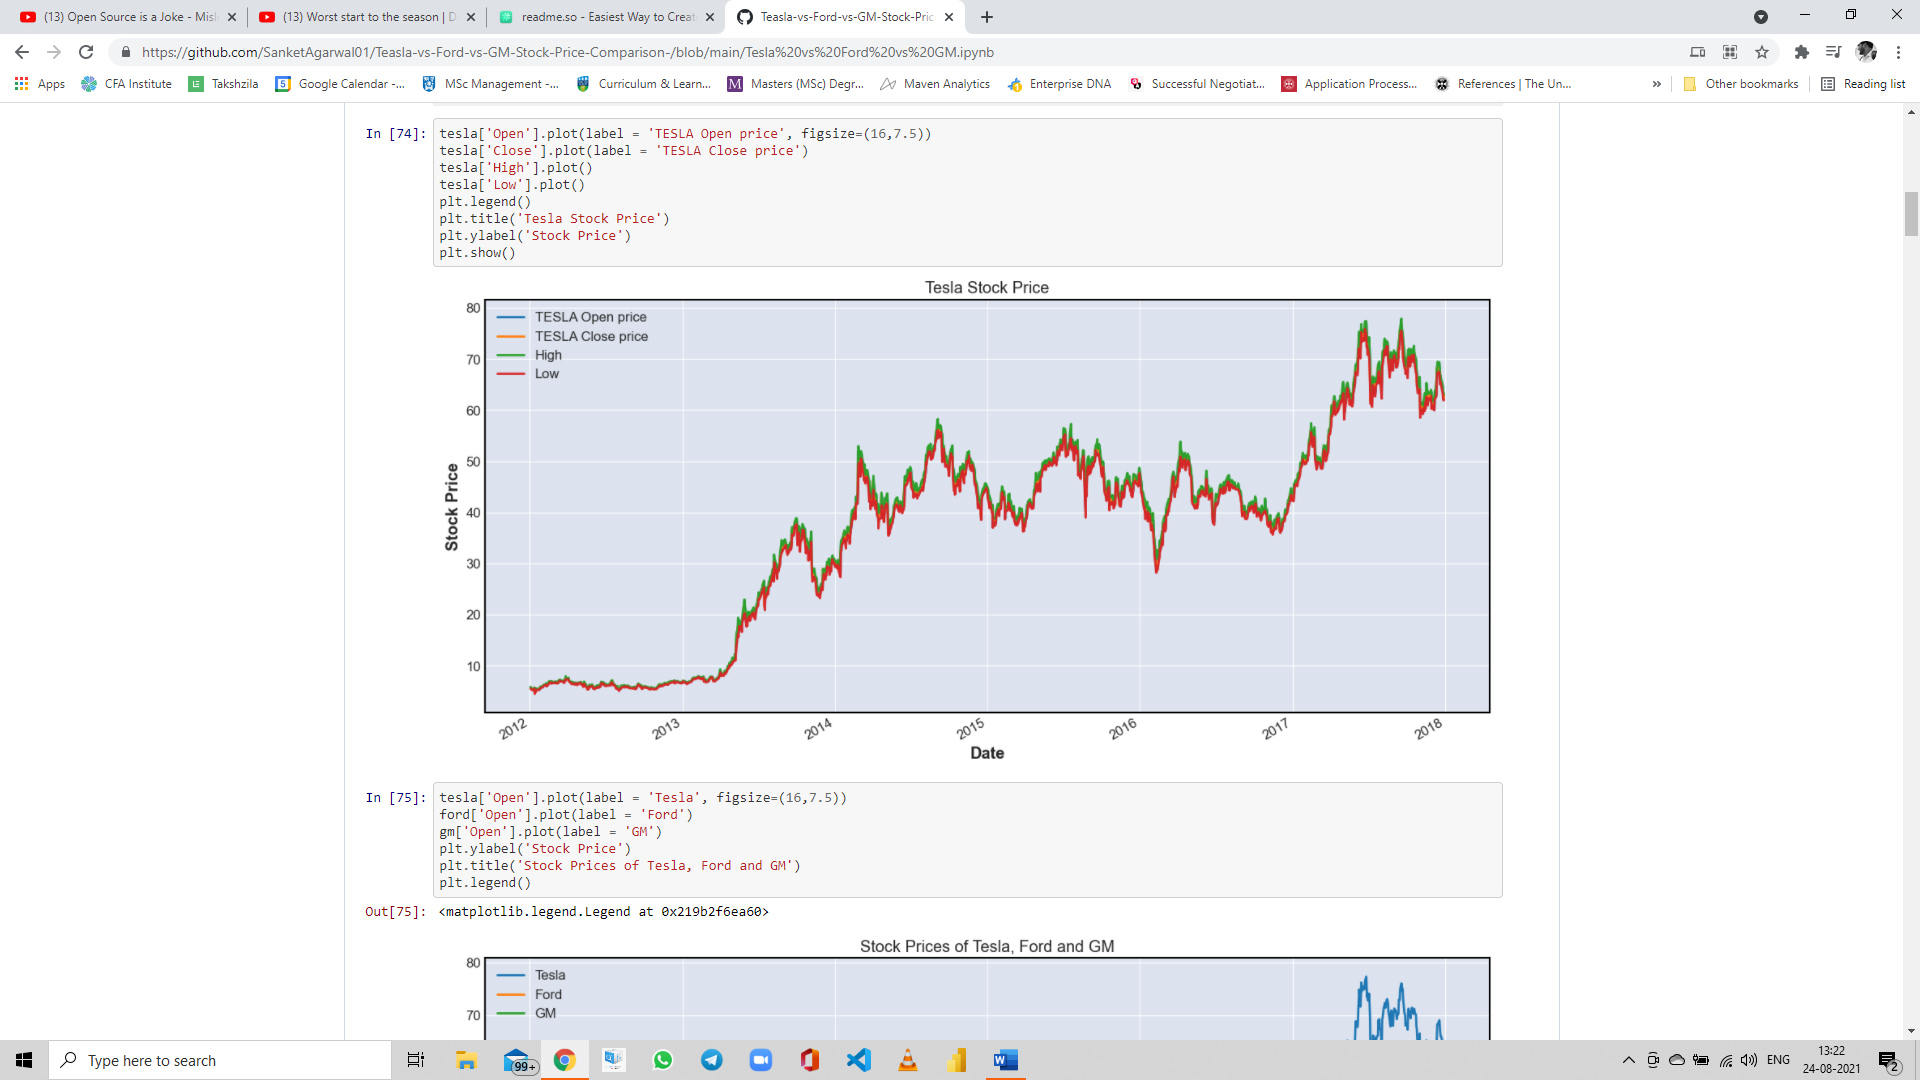 (13) Open Source is a Joke - Misl
(13) Worst start to the season | D
readme.so - Easiest Way to Creat
Teasla-vs-Ford-vs-GM-Stock-Pric
https://github.com/SanketAgarwal01/Teasla-vs-Ford-vs-GM-Stock-Price-Comparison-/blob/main/Tesla%20vs%20Ford%20vs%20GM.ipynb
Apps
CFA Institute
Takshzila
Google Calendar -...
MSc Management -...
Curriculum & Learn...
Masters (MSc) Degr...
Maven Analytics
Enterprise DNA
Successful Negotiat...
Application Process...
References | The Un...
»
Other bookmarks
Reading list
In [74]:
tesla['Open'].plot(label = 'TESLA Open price', figsize=(16,7.5))
tesla['Close'].plot(label = 'TESLA Close price')
tesla['High'].plot()
tesla['Low'].plot()
plt.legend()
plt.title('Tesla Stock Price')
plt.ylabel('Stock Price')
plt.show()
Tesla Stock Price
TESLA Open price
TESLA Close price
High
Low
80
70
60
50
40
30
20
10
Stock Price
2012
2013
2014
2015
2016
2017
2018
Date
In [75]:
tesla['Open'].plot(label = 'Tesla', figsize=(16,7.5))
ford['Open'].plot(label = 'Ford')
gm['Open'].plot(label = 'GM')
plt.ylabel('Stock Price')
plt.title('Stock Prices of Tesla, Ford and GM')
plt.legend()
Out[75]: <matplotlib.legend.Legend at 0x219b2f6ea60>
Stock Prices of Tesla, Ford and GM
80
70
Tesla
Ford
GM
Type here to search
99+
ENG
13:22
24-08-2021
2